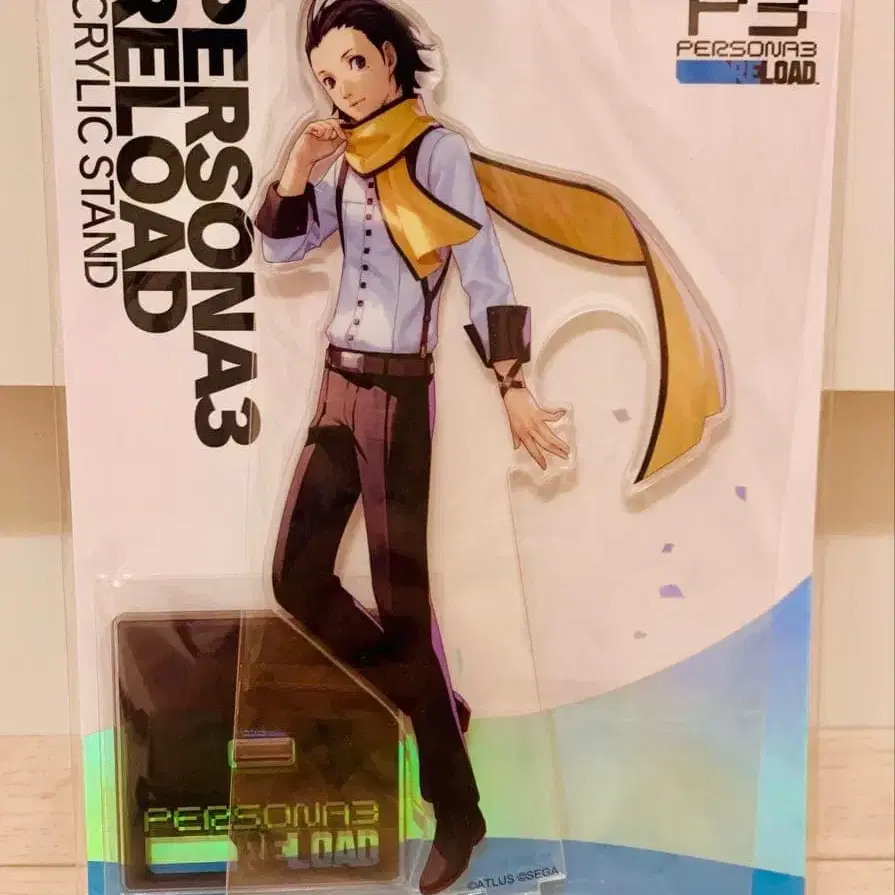 PERSONA3
RELOAD
ACRYLIC STAND
P3
PERSONA3
RELOAD
PERSONA3
RELOAD
©ATLUS ©SEGA